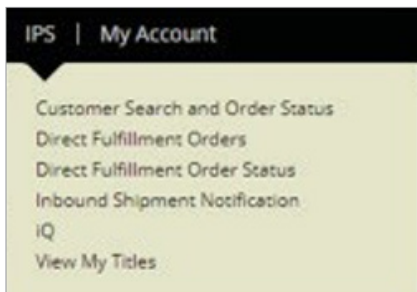 IPS | My Account
Customer Search and Order Status
Direct Fulfillment Orders
Direct Fulfillment Order Status
Inbound Shipment Notification
iQ
View My Titles